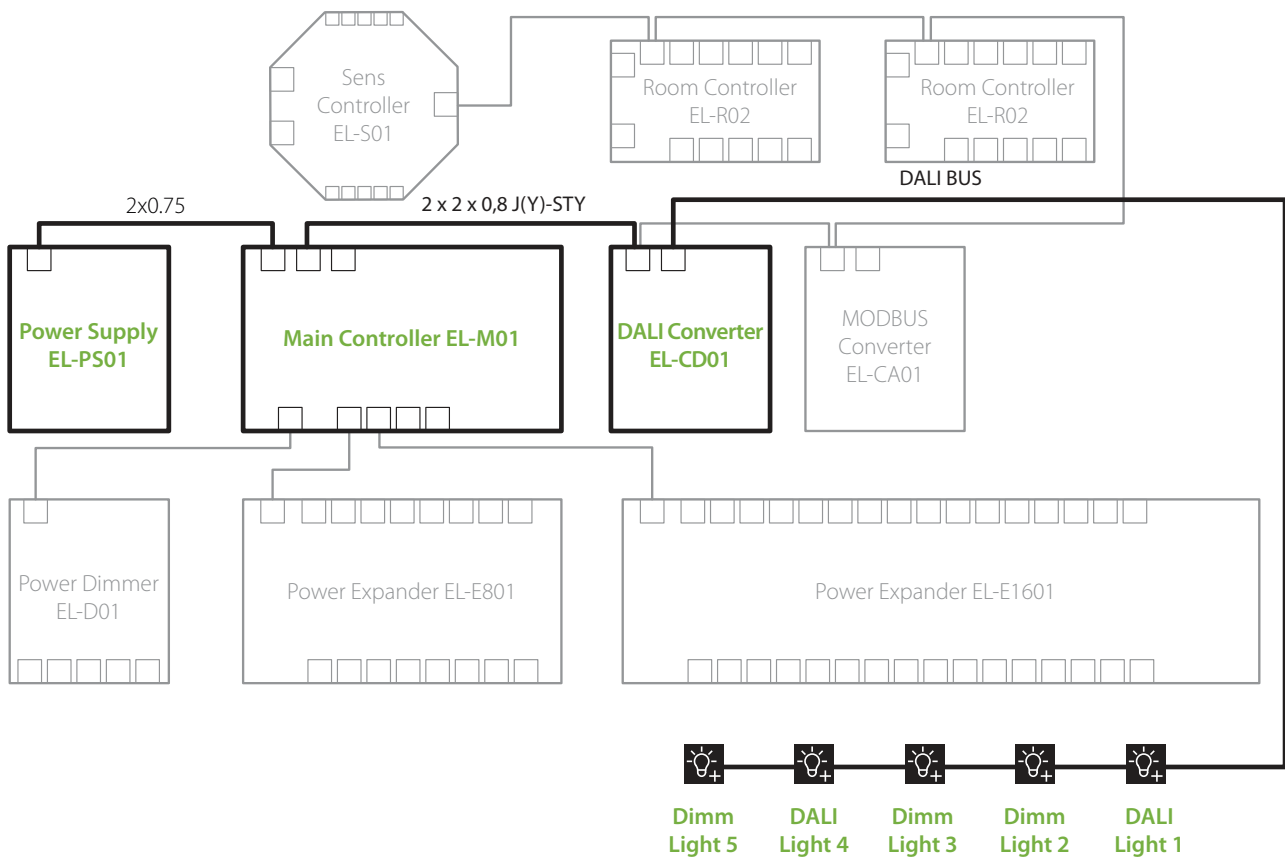 Sens
Controller
EL-S01
Room Controller
EL-R02
Room Controller
EL-R02
DALI BUS
2x0.75
2 x 2 x 0,8 J(Y)-STY
Power Supply
EL-PS01
Main Controller EL-M01
DALI Converter
EL-CD01
MODBUS
Converter
EL-CA01
Power Dimmer
EL-D01
Power Expander EL-E801
Power Expander EL-E1601
Dimm
Light 5
DALI
Light 4
Dimm
Light 3
Dimm
Light 2
DALI
Light 1